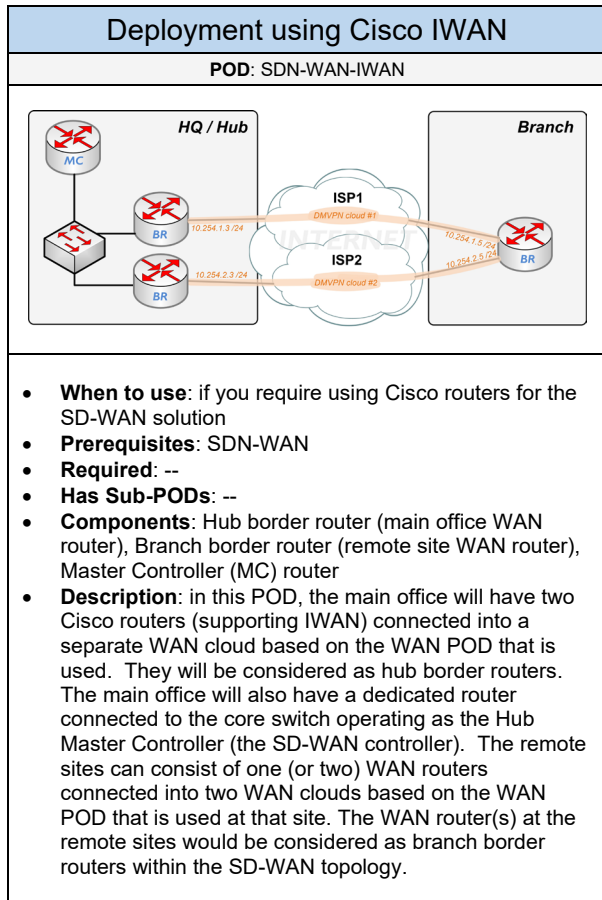 Deployment using Cisco IWAN
POD: SDN-WAN-IWAN
HQ / Hub
Branch
MC
ISP1
DMVPN cloud #1
BR
10.254.1.3 /24
INTERNET
10.254.1.5 /24
ISP2
10.254.2.3 /24
10.254.2.5 /24
BR
BR
DMVPN cloud #2
• When to use: if you require using Cisco routers for the
SD-WAN solution
• Prerequisites: SDN-WAN
• Required: --
• Has Sub-PODs: --
• Components: Hub border router (main office WAN
router), Branch border router (remote site WAN router),
Master Controller (MC) router
• Description: in this POD, the main office will have two
Cisco routers (supporting IWAN) connected into a
separate WAN cloud based on the WAN POD that is
used. They will be considered as hub border routers.
The main office will also have a dedicated router
connected to the core switch operating as the Hub
Master Controller (the SD-WAN controller). The remote
sites can consist of one (or two) WAN routers
connected into two WAN clouds based on the WAN
POD that is used at that site. The WAN router(s) at the
remote sites would be considered as branch border
routers within the SD-WAN topology.